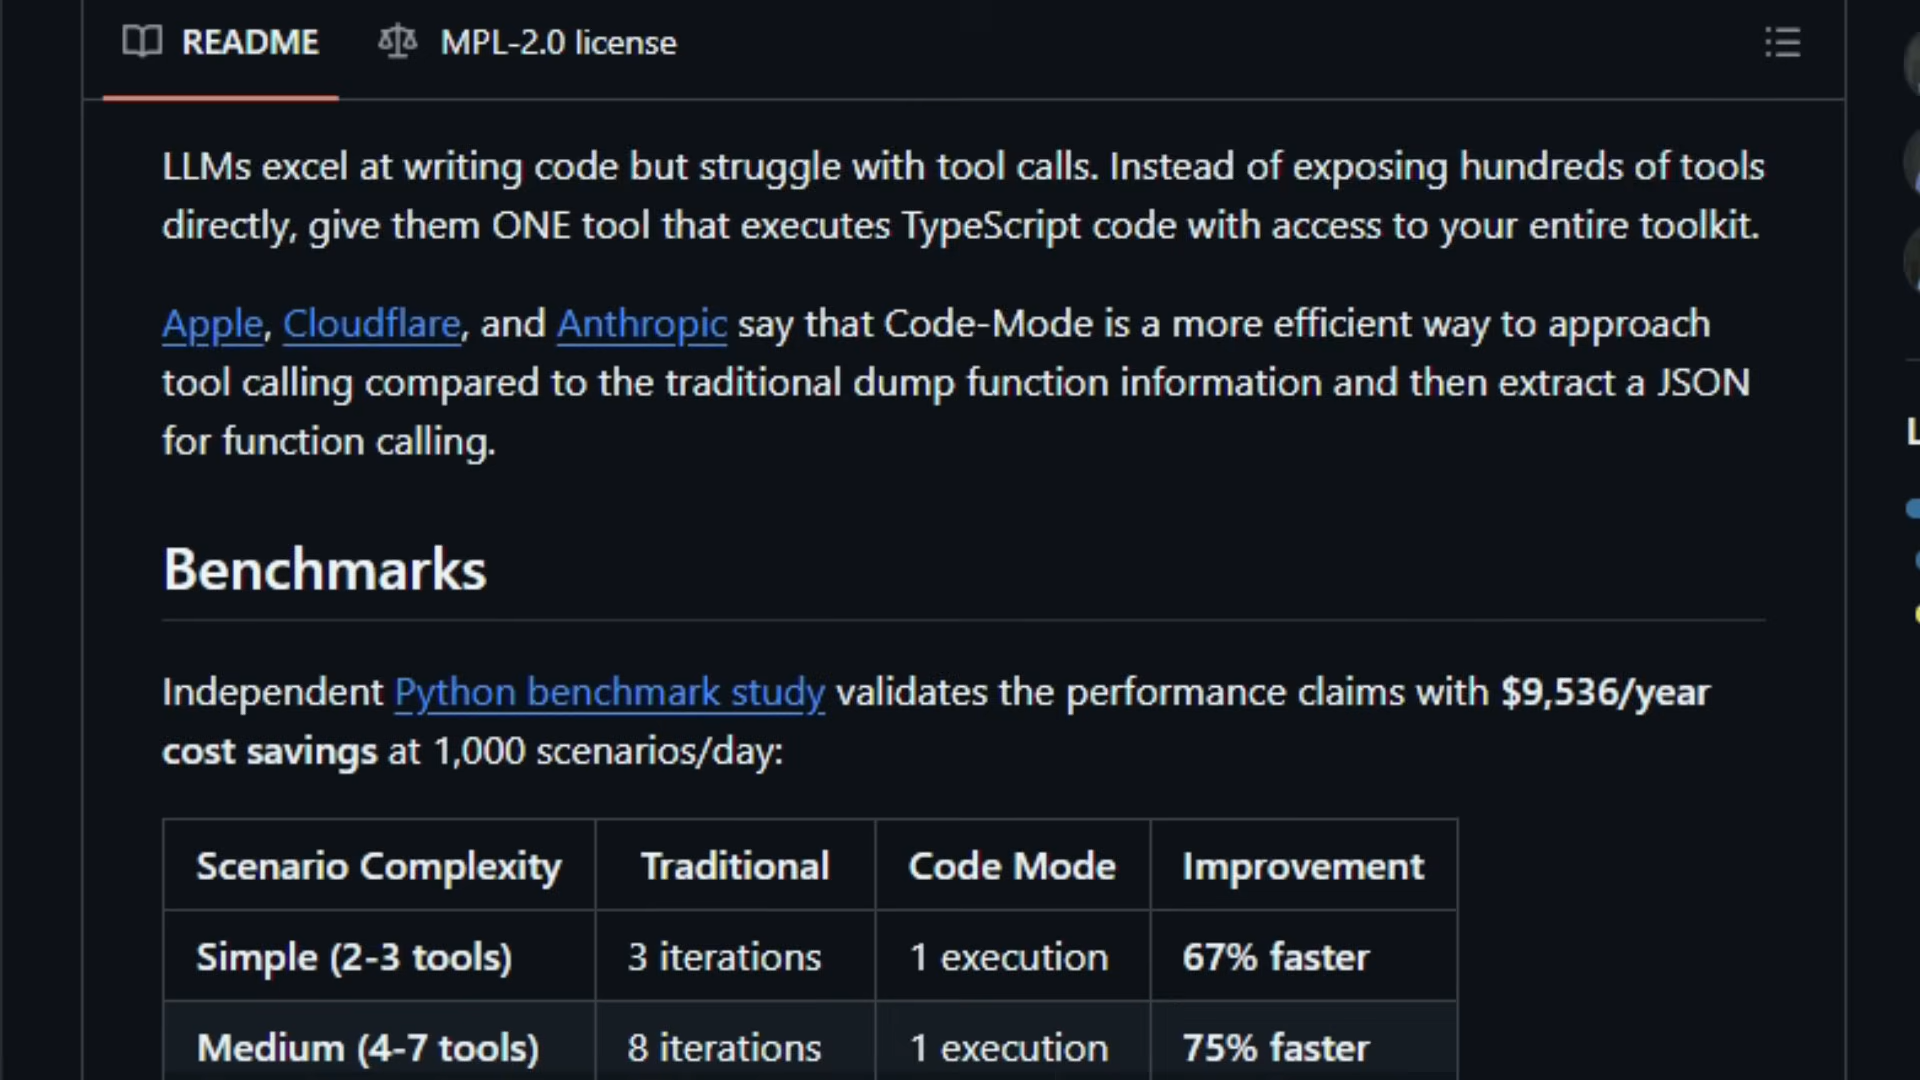 README MPL-2.0 license
LLMs excel at writing code but struggle with tool calls. Instead of exposing hundreds of tools
directly, give them ONE tool that executes TypeScript code with access to your entire toolkit.
Apple, Cloudflare, and Anthropic say that Code-Mode is a more efficient way to approach
tool calling compared to the traditional dump function information and then extract a JSON
for function calling.
Benchmarks
Independent Python benchmark study validates the performance claims with $9,536/year
cost savings at 1,000 scenarios/day:
Scenario Complexity Traditional Code Mode Improvement
Simple (2-3 tools) 3 iterations 1 execution 67% faster
Medium (4-7 tools) 8 iterations 1 execution 75% faster